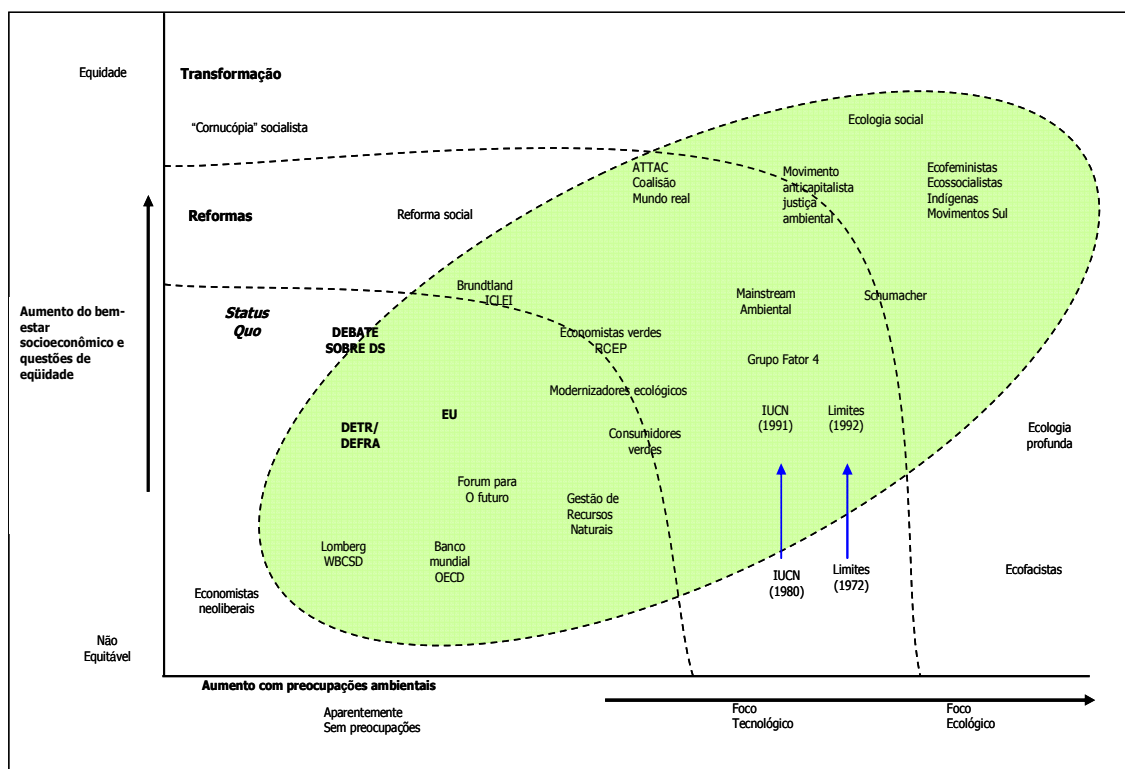 Equidade
Transformação
"Cornucópia" socialista
Ecologia social
ATTAC
Coalisão
Mundo real
Movimento
anticapitalista
justiça
ambiental
Ecofeministas
Ecossocialistas
Indígenas
Movimentos Sul
Reformas
Reforma social
Brundtland
ICLEI
Mainstream
Ambiental
Schumacher
Aumento do bem-
estar
socioeconômico e
questões de
eqüidade
Status
Quo
DEBATE
SOBRE DS
Economistas verdes
RCEP
Grupo Fator 4
Modernizadores ecológicos
EU
DETR/
DEFRA
Consumidores
verdes
IUCN
(1991)
Limites
(1992)
Ecologia
profunda
Forum para
O futuro
Gestão de
Recursos
Naturais
Lomberg
WBCSD
Banco
mundial
OECD
IUCN
(1980)
Limites
(1972)
Ecofacistas
Economistas
neoliberais
Não
Equitável
Aumento com preocupações ambientais
Aparentemente
Sem preocupações
Foco
Tecnológico
Foco
Ecológico